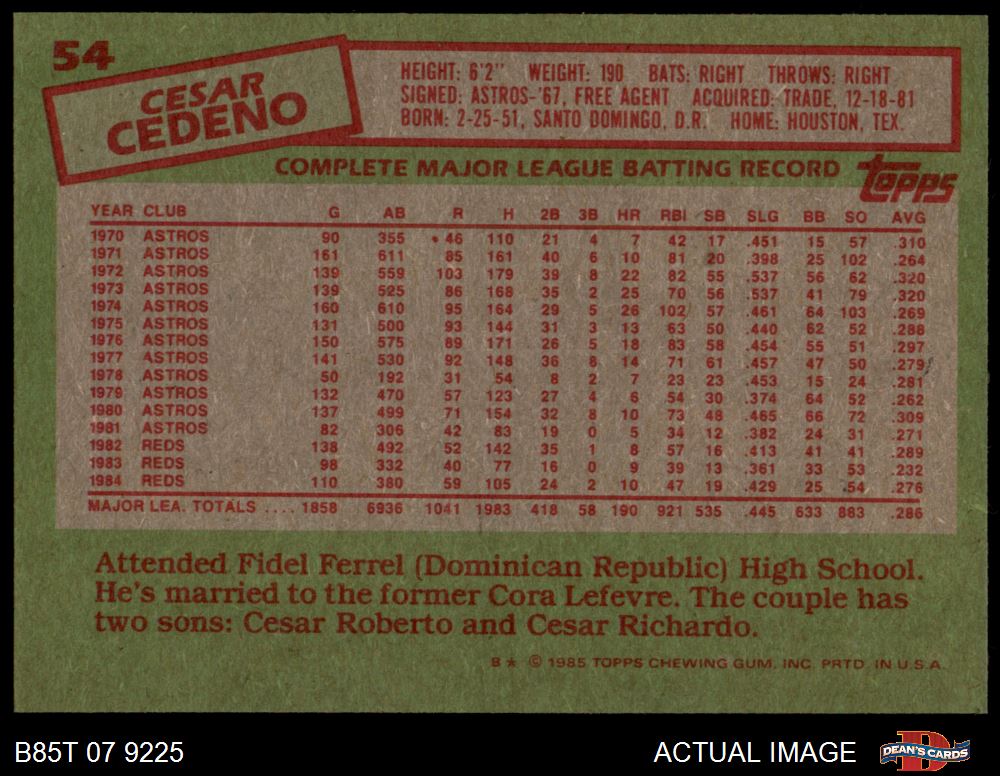 54
CESAR
CEDENO
HEIGHT: 6'2" WEIGHT: 190 BATS: RIGHT THROWS: RIGHT
SIGNED: ASTROS-'67, FREE AGENT ACQUIRED: TRADE, 12-18-81
BORN: 2-25-51, SANTO DOMINGO, D.R. HOME: HOUSTON, TEX.
COMPLETE MAJOR LEAGUE BATTING RECORD
TOPPS
YEAR CLUB G AB R H 2B 3B HR RBI SB SLG BB SO AVG
1970 ASTROS 90 355 46 110 21 4 7 42 17 .451 15 57 .310
1971 ASTROS 161 611 85 161 40 6 10 81 20 .398 25 102 .264
1972 ASTROS 139 559 103 179 39 8 22 82 55 .537 56 62 .320
1973 ASTROS 139 525 86 168 35 2 25 70 56 .537 41 79 .320
1974 ASTROS 160 610 95 164 29 5 26 102 57 .461 64 103 .269
1975 ASTROS 131 500 93 144 31 3 13 63 50 .440 62 52 .288
1976 ASTROS 150 575 89 171 26 5 18 83 58 .454 55 51 .297
1977 ASTROS 141 530 92 148 36 8 14 71 61 .457 47 50 .279
1978 ASTROS 50 192 31 54 8 2 7 23 23 .453 15 24 .281
1979 ASTROS 132 470 57 123 27 4 6 54 30 .374 64 52 .262
1980 ASTROS 137 499 71 154 32 8 10 73 48 .465 66 72 .309
1981 ASTROS 82 306 42 83 19 0 5 34 12 .382 24 31 .271
1982 REDS 138 492 52 142 35 1 8 57 16 .413 41 41 .289
1983 REDS 98 332 40 77 16 0 9 39 13 .361 33 53 .232
1984 REDS 110 380 59 105 24 2 10 47 19 .429 25 54 .276
MAJOR LEA. TOTALS .... 1858 6936 1041 1983 418 58 190 921 535 .445 633 883 .286
Attended Fidel Ferrel (Dominican Republic) High School.
He's married to the former Cora Lefevre. The couple has
two sons: Cesar Roberto and Cesar Richardo.
B★ © 1985 TOPPS CHEWING GUM, INC. PRTD. IN U.S.A.
B85T 07 9225
ACTUAL IMAGE
D
DEAN'S CARDS